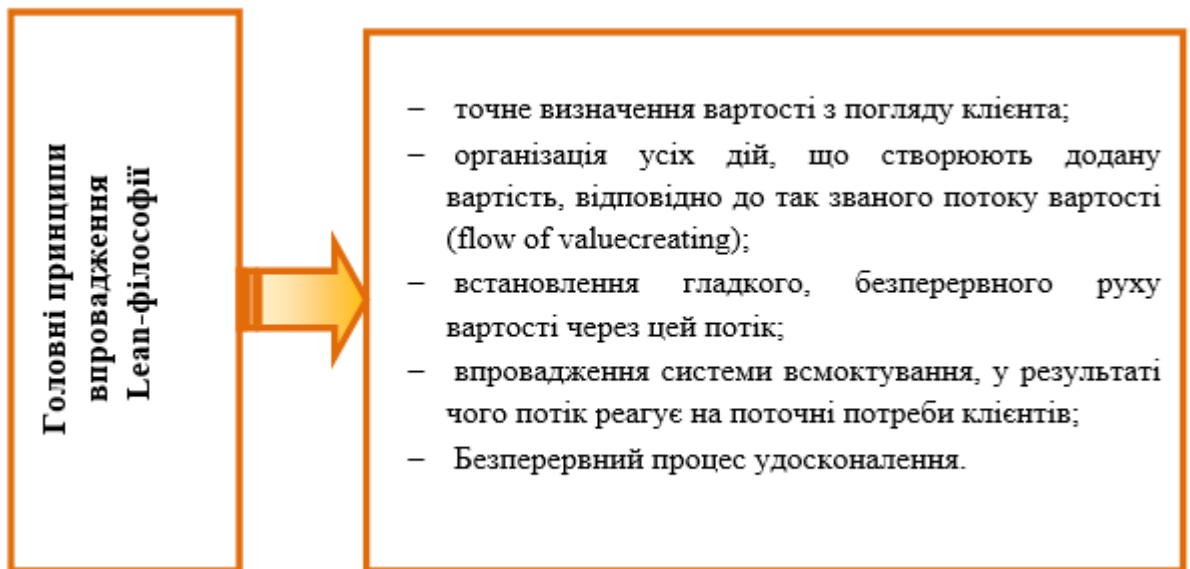 Головні принципи
впровадження
Lean-філософії
– точне визначення вартості з погляду клієнта;
– організація усіх дій, що створюють додану
вартість, відповідно до так званого потоку вартості
(flow of valuecreating);
– встановлення гладкого, безперервного руху
вартості через цей потік;
– впровадження системи всмоктування, у результаті
чого потік реагує на поточні потреби клієнтів;
– Безперервний процес удосконалення.